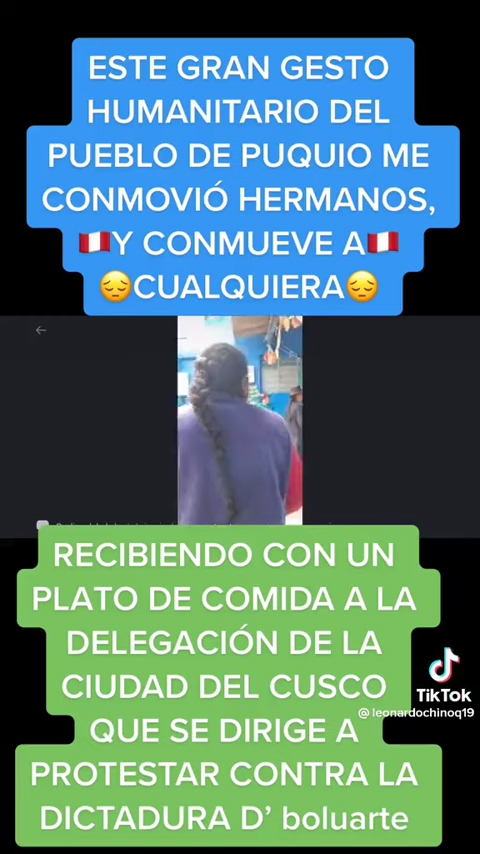 ESTE GRAN GESTO
HUMANITARIO DEL
PUEBLO DE PUQUIO ME
CONMOVIÓ HERMANOS,
🇵🇪Y CONMUEVE A🇵🇪
😔CUALQUIERA😔
RECIBIENDO CON UN
PLATO DE COMIDA A LA
DELEGACIÓN DE LA
CIUDAD DEL CUSCO
QUE SE DIRIGE A
PROTESTAR CONTRA LA
DICTADURA D’ boluarte
TikTok
@leonardochinoq19